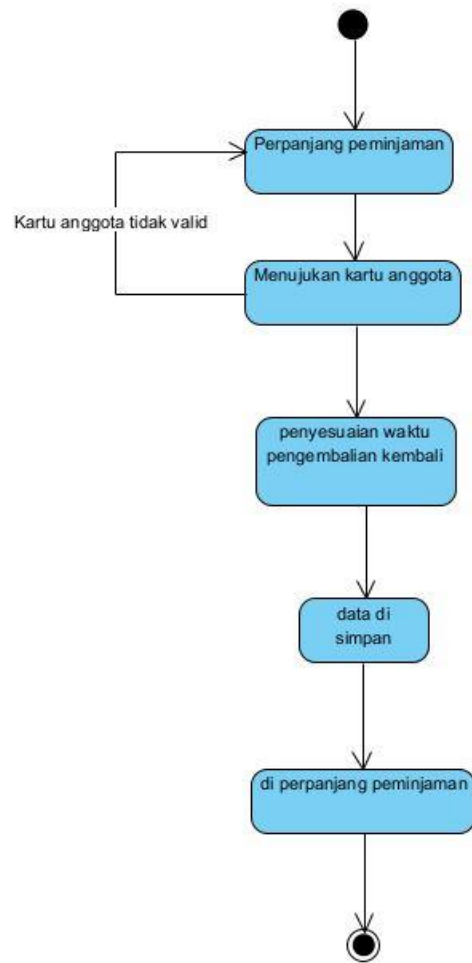 Perpanjang peminjaman
Kartu anggota tidak valid
Menujukan kartu anggota
penyesuaian waktu
pengembalian kembali
data di
simpan
di perpanjang peminjaman